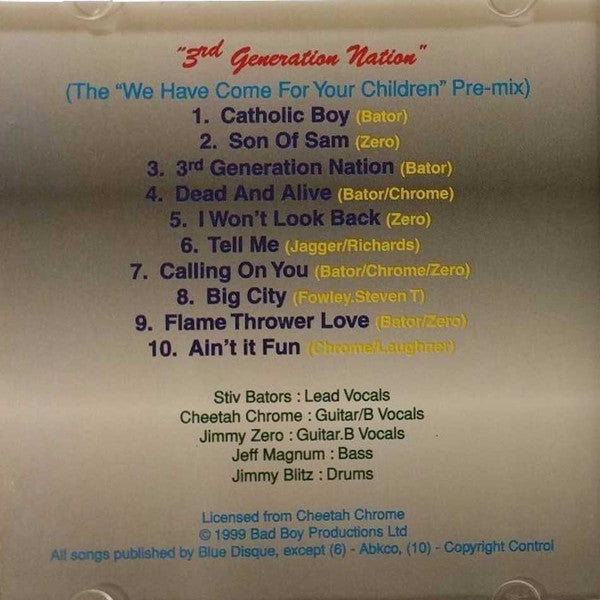 "3rd Generation Nation"
(The "We Have Come For Your Children" Pre-mix)
1. Catholic Boy (Bator)
2. Son Of Sam (Zero)
3. 3rd Generation Nation (Bator)
4. Dead And Alive (Bator/Chrome)
5. I Won't Look Back (Zero)
6. Tell Me (Jagger/Richards)
7. Calling On You (Bator/Chrome/Zero)
8. Big City (Fowley.Steven T)
9. Flame Thrower Love (Bator/Zero)
10. Ain't it Fun (Chrome/Laughner)
Stiv Bators : Lead Vocals
Cheetah Chrome : Guitar/B Vocals
Jimmy Zero : Guitar.B Vocals
Jeff Magnum : Bass
Jimmy Blitz : Drums
Licensed from Cheetah Chrome
© 1999 Bad Boy Productions Ltd
All songs published by Blue Disque, except (6) - Abkco, (10) - Copyright Control